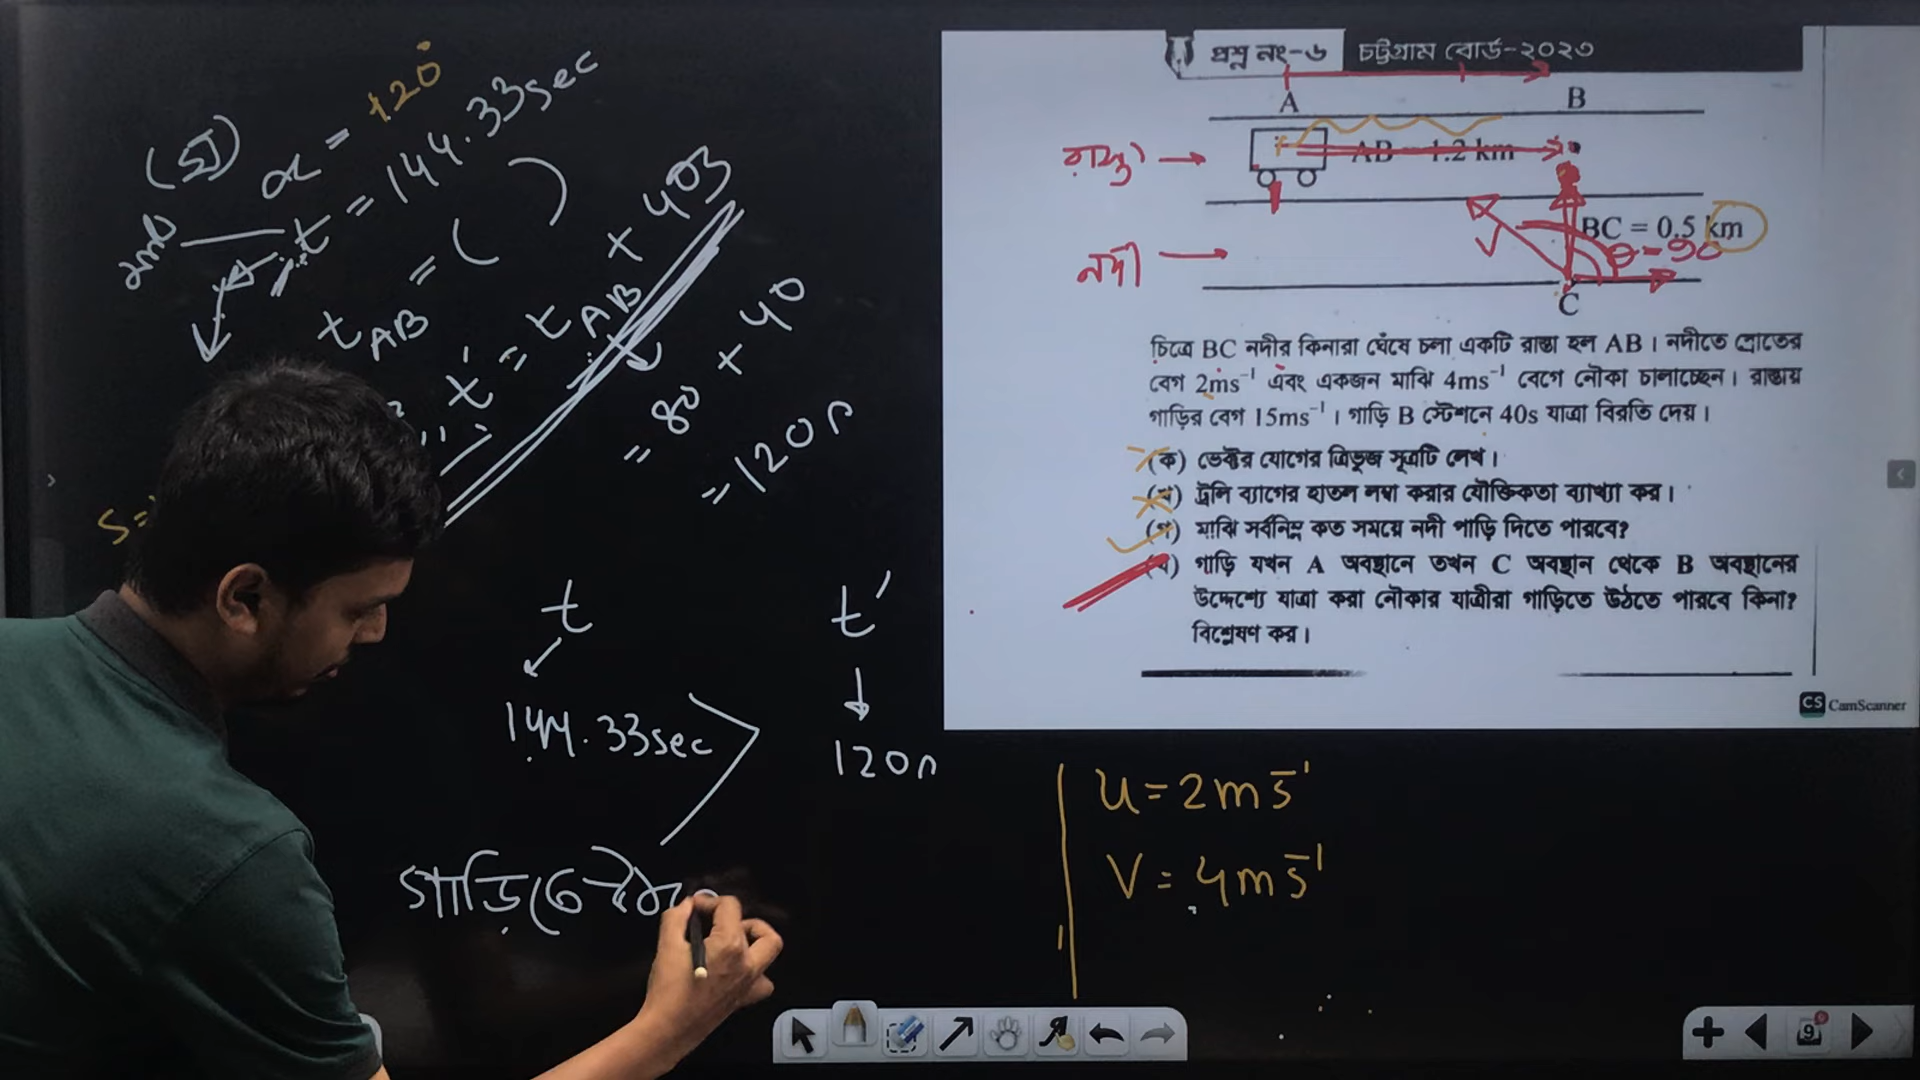 (ঘ) α = 120°
t = 144.33sec
t_AB = ( )
t' = t_AB + 40s
= 80 + 40
= 120s
S =
t t'
144.33sec 120s
গাড়িতে
প্রশ্ন নং-৬ চট্টগ্রাম বোর্ড-২০২৩
A B
রাস্তা
AB = 1.2 km
BC = 0.5 km
θ = 90
V
নদী
C
চিত্রে BC নদীর কিনারা ঘেঁষে চলা একটি রাস্তা হল AB। নদীতে স্রোতের
বেগ 2ms⁻¹ এবং একজন মাঝি 4ms⁻¹ বেগে নৌকা চালাচ্ছেন। রাস্তায়
গাড়ির বেগ 15ms⁻¹। গাড়ি B স্টেশনে 40s যাত্রা বিরতি দেয়।
(ক) ভেক্টর যোগের ত্রিভুজ সূত্রটি লেখ।
(খ) ট্রলি ব্যাগের হাতল লম্বা করার যৌক্তিকতা ব্যাখ্যা কর।
(গ) মাঝি সর্বনিম্ন কত সময়ে নদী পাড়ি দিতে পারবে?
(ঘ) গাড়ি যখন A অবস্থানে তখন C অবস্থান থেকে B অবস্থানের
উদ্দেশ্যে যাত্রা করা নৌকার যাত্রীরা গাড়িতে উঠতে পারবে কিনা?
বিশ্লেষণ কর।
CS CamScanner
u = 2ms⁻¹
V = 4ms⁻¹
9